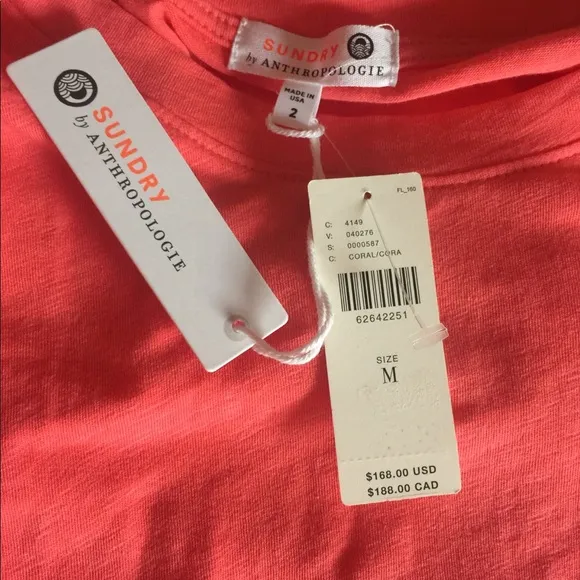 SUNDRY
by ANTHROPOLOGIE
MADE IN
USA
2
SUNDRY
by ANTHROPOLOGIE
FL_100
C: 4149
V: 040276
S: 0000587
C: CORAL/CORA
62642251
SIZE
M
$168.00 USD
$188.00 CAD